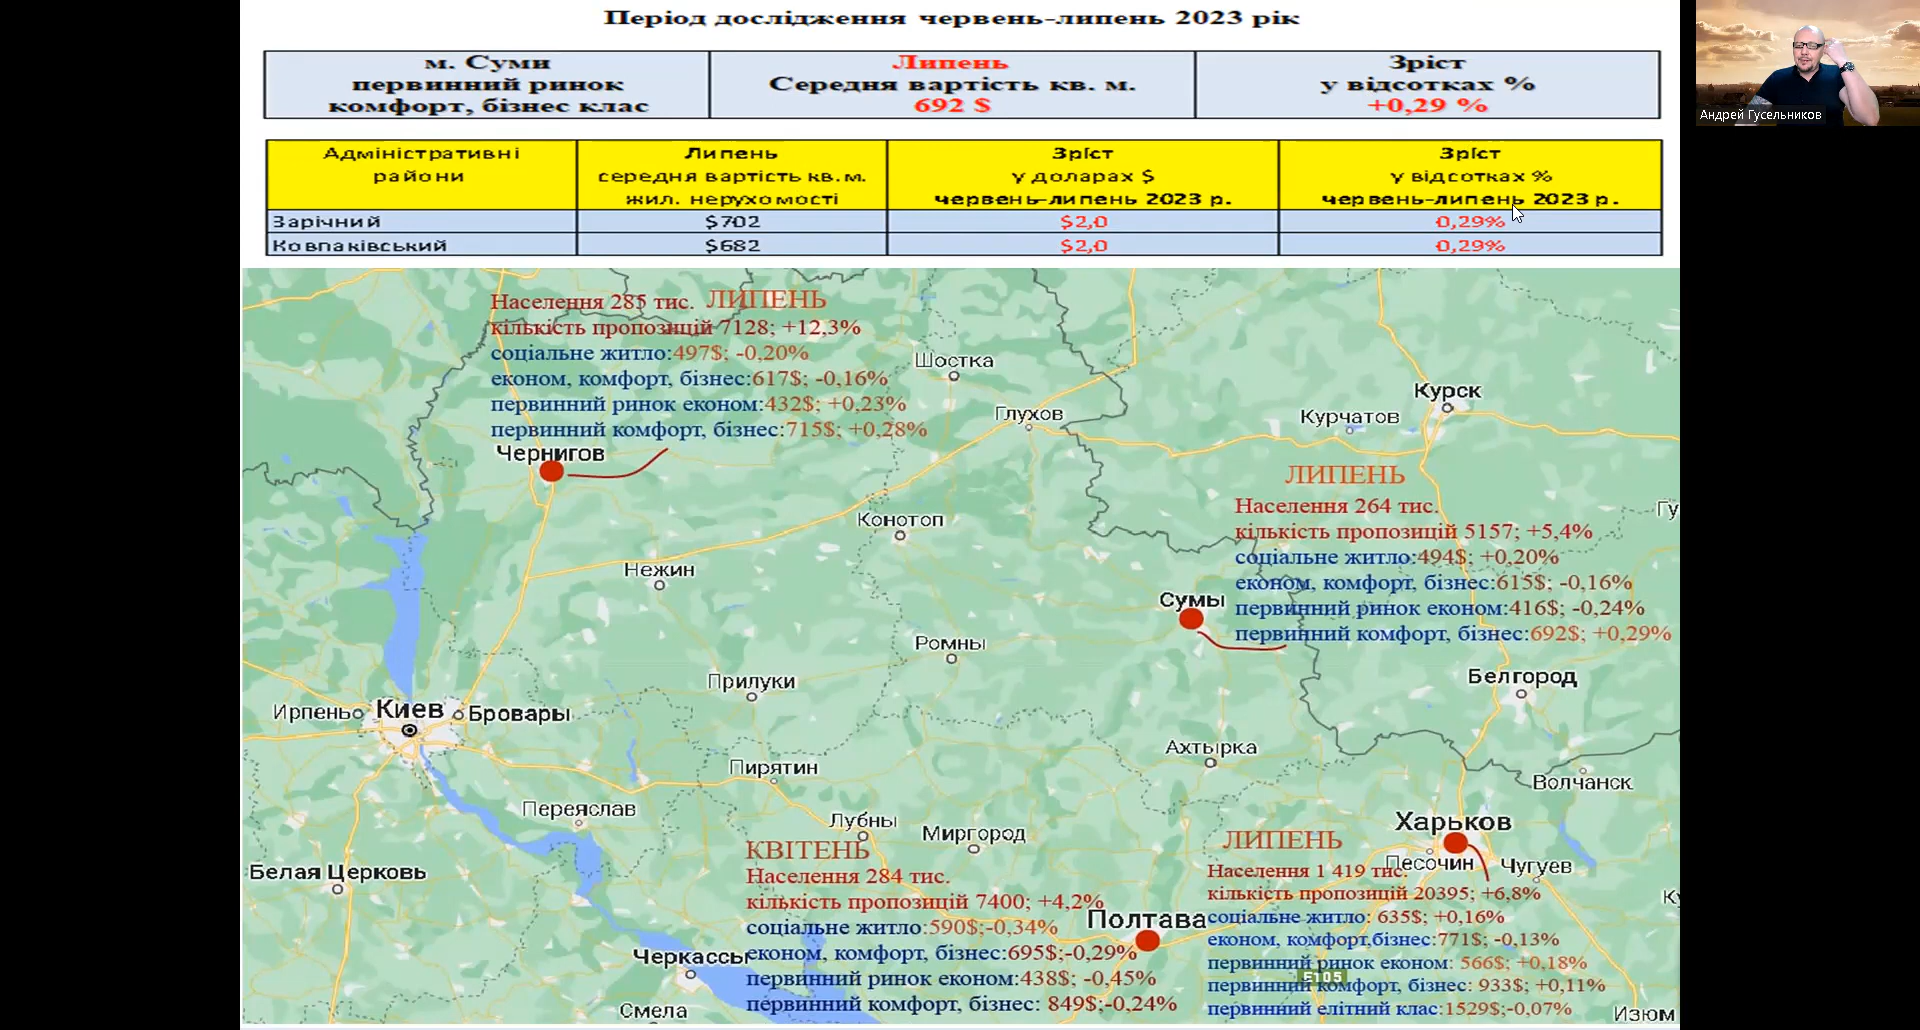 Період дослідження червень-липень 2023 рік
м. Суми
первинний ринок
комфорт, бізнес клас
Липень
Середня вартість кв. м.
692 $
Зріст
у відсотках %
+0,29 %
Адміністративні
райони
Липень
середня вартість кв.м.
жил. нерухомості
Зріст
у доларах $
червень-липень 2023 р.
Зріст
у відсотках %
червень-липень 2023 р.
Зарічний $702 $2,0 0,29%
Ковпаківський $682 $2,0 0,29%
Андрей Гусельников
Населення 285 тис. ЛИПЕНЬ
кількість пропозицій 7128; +12,3%
соціальне житло:497$; -0,20%
економ, комфорт, бізнес:617$; -0,16%
первинний ринок економ:432$; +0,23%
первинний комфорт, бізнес:715$; +0,28%
Чернигов
Шостка
Глухов
Курск
Курчатов
ЛИПЕНЬ
Населення 264 тис.
кількість пропозицій 5157; +5,4%
соціальне житло:494$; +0,20%
економ, комфорт, бізнес:615$; -0,16%
первинний ринок економ:416$; -0,24%
первинний комфорт, бізнес:692$; +0,29%
Гу
Конотоп
Нежин
Сумы
Ромны
Прилуки
Белгород
Ирпень
Киев
Бровары
Ахтырка
Пирятин
Волчанск
Переяслав
Лубны
Миргород
Харьков
Песочин
Чугуев
Белая Церковь
КВІТЕНЬ
Населення 284 тис.
кількість пропозицій 7400; +4,2%
соціальне житло:590$;-0,34%
економ, комфорт, бізнес:695$;-0,29%
первинний ринок економ:438$; -0,45%
первинний комфорт, бізнес: 849$;-0,24%
Полтава
ЛИПЕНЬ
Населення 1 419 тис.
кількість пропозицій 20395; +6,8%
соціальне житло: 635$; +0,16%
економ, комфорт,бізнес:771$; -0,13%
первинний ринок економ: 566$; +0,18%
первинний комфорт, бізнес: 933$; +0,11%
первинний елітний клас:1529$;-0,07%
E105
Ку
Черкассы
Смела
Изюм